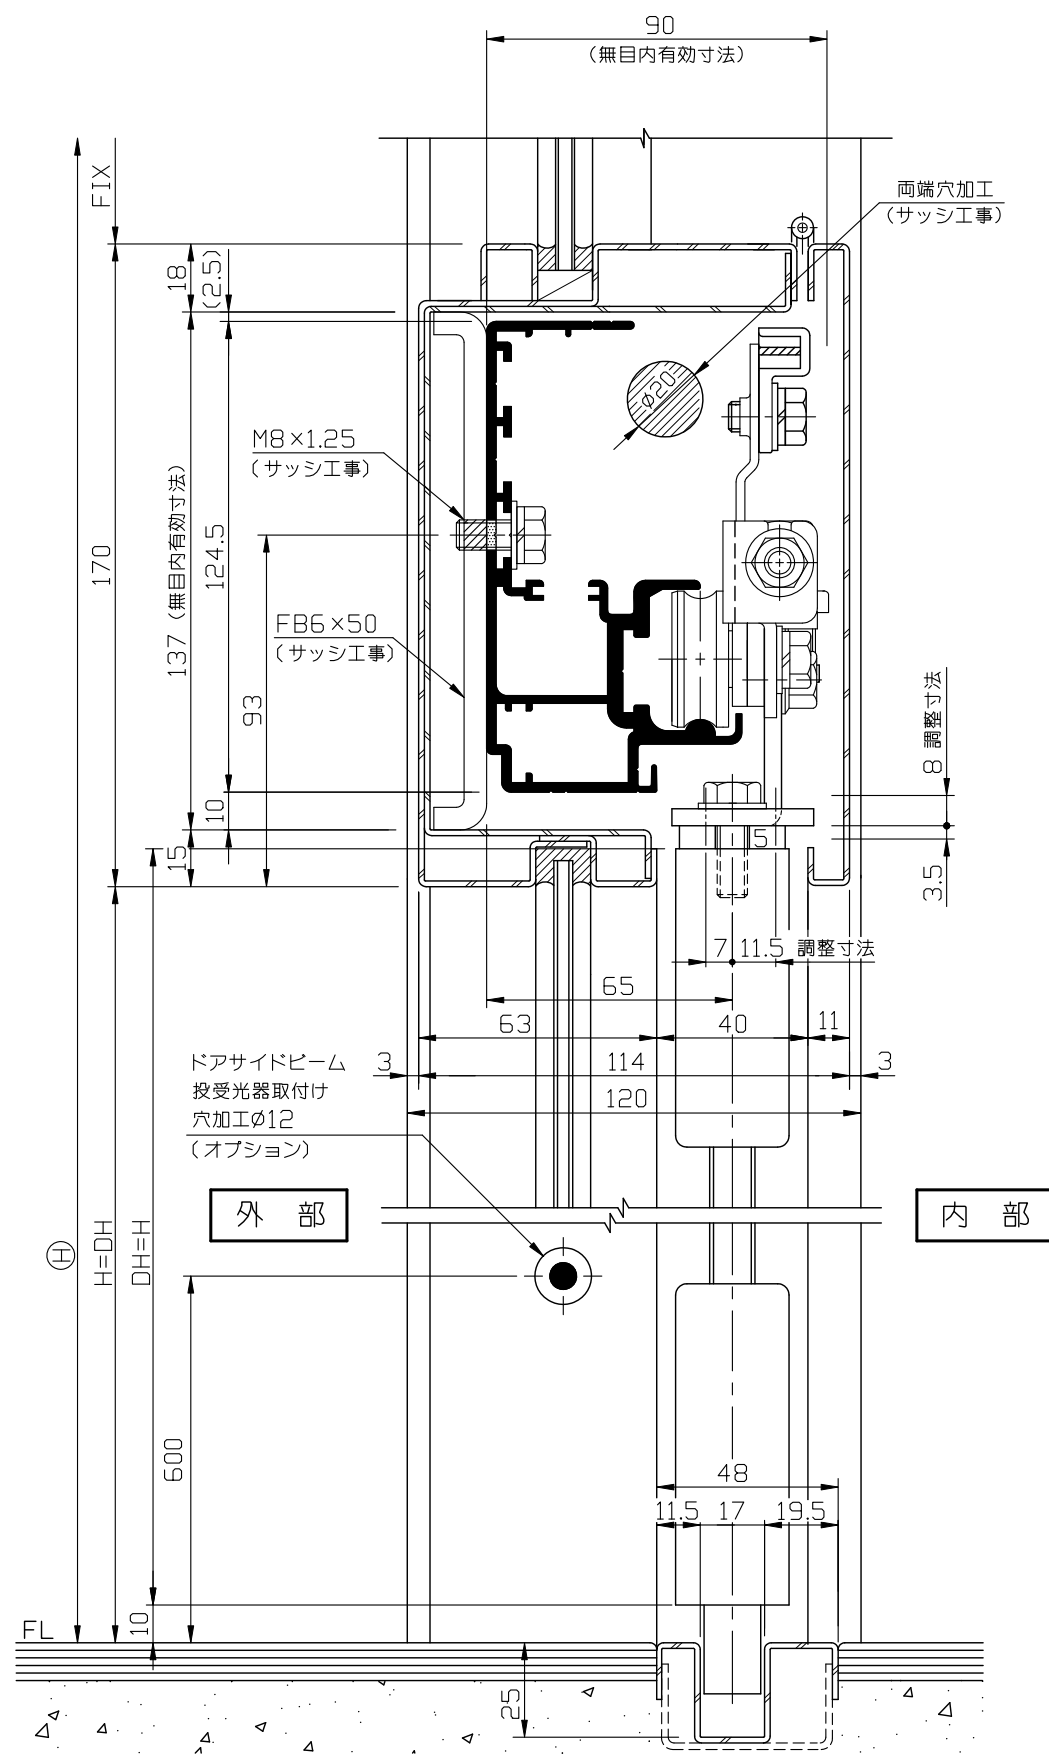 90
(無目内有効寸法)
FIX
両端穴加工
(サッシ工事)
18
(2.5)
φ20
M8×1.25
(サッシ工事)
170
137 (無目内有効寸法)
124.5
FB6×50
(サッシ工事)
93
8 調整寸法
10
15
5
3.5
7
11.5 調整寸法
65
63
40
11
ドアサイドビーム
投受光器取付け
穴加工φ12
(オプション)
3
114
3
120
外 部
内 部
H
H=DH
DH=H
600
48
11.5
17
19.5
10
FL
25